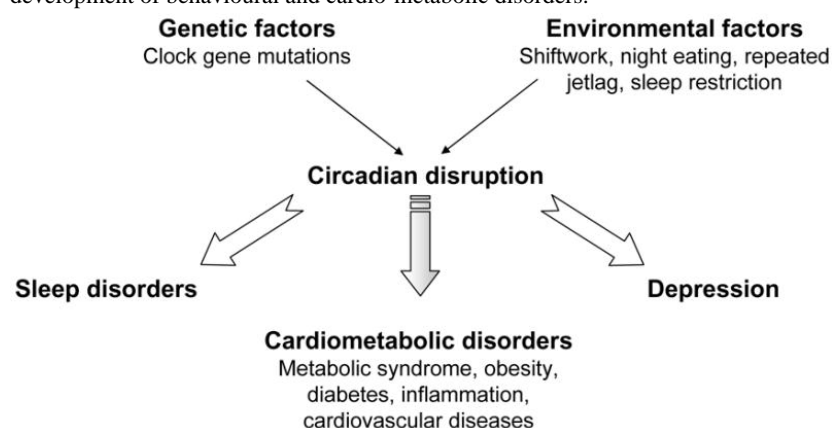 development of behavioural and cardio-metabolic disorders.
Genetic factors
Clock gene mutations
Environmental factors
Shiftwork, night eating, repeated
jetlag, sleep restriction
Circadian disruption
Sleep disorders
Depression
Cardiometabolic disorders
Metabolic syndrome, obesity,
diabetes, inflammation,
cardiovascular diseases